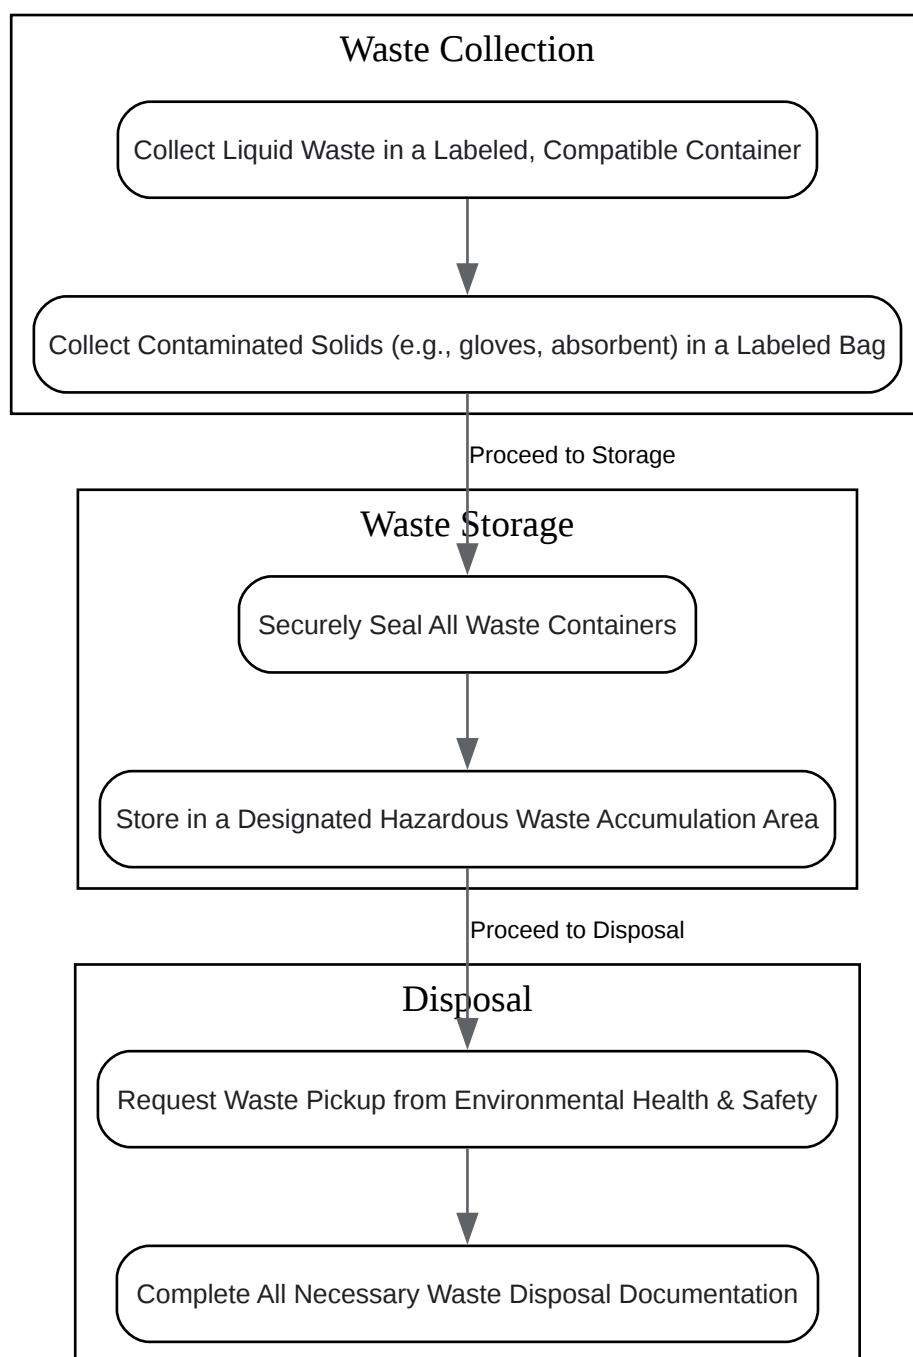 Waste Collection
Collect Liquid Waste in a Labeled, Compatible Container
Collect Contaminated Solids (e.g., gloves, absorbent) in a Labeled Bag
Proceed to Storage
Waste Storage
Securely Seal All Waste Containers
Store in a Designated Hazardous Waste Accumulation Area
Proceed to Disposal
Disposal
Request Waste Pickup from Environmental Health & Safety
Complete All Necessary Waste Disposal Documentation